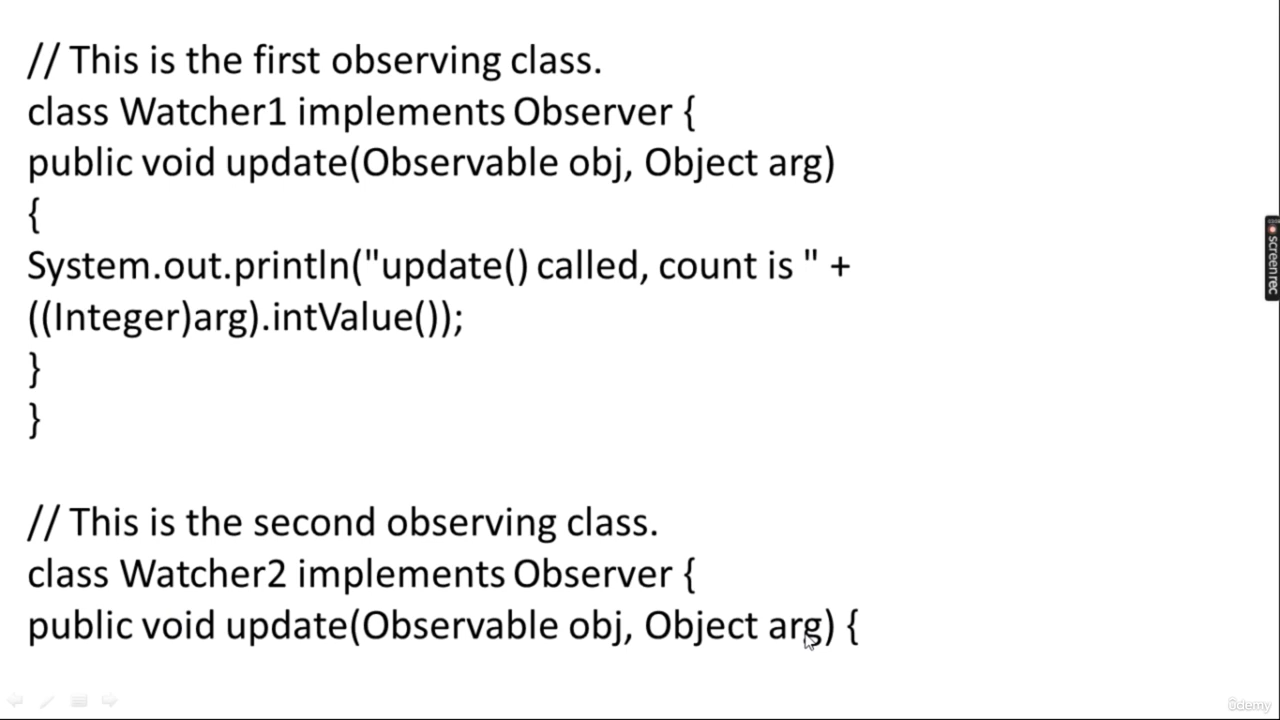 // This is the first observing class.
class Watcher1 implements Observer {
public void update(Observable obj, Object arg)
{
System.out.println("update() called, count is " +
((Integer)arg).intValue());
}
}
// This is the second observing class.
class Watcher2 implements Observer {
public void update(Observable obj, Object arg) {
screenrec
ûdemy